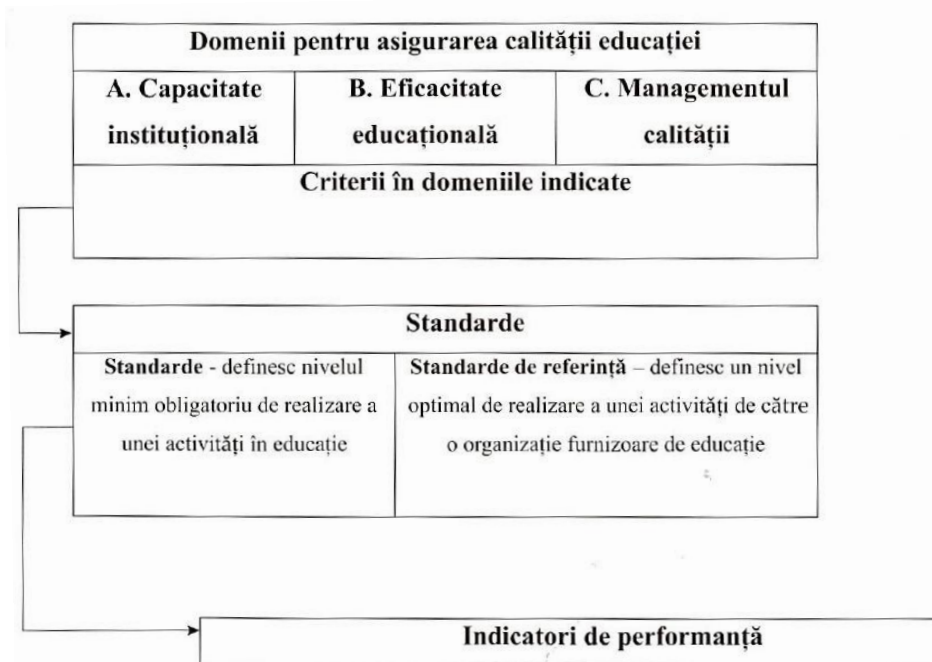 Domenii pentru asigurarea calității educației
A. Capacitate
instituțională
B. Eficacitate
educațională
C. Managementul
calității
Criterii în domeniile indicate
Standarde
Standarde - definesc nivelul
minim obligatoriu de realizare a
unei activități în educație
Standarde de referință – definesc un nivel
optimal de realizare a unei activități de către
o organizație furnizoare de educație
Indicatori de performanță